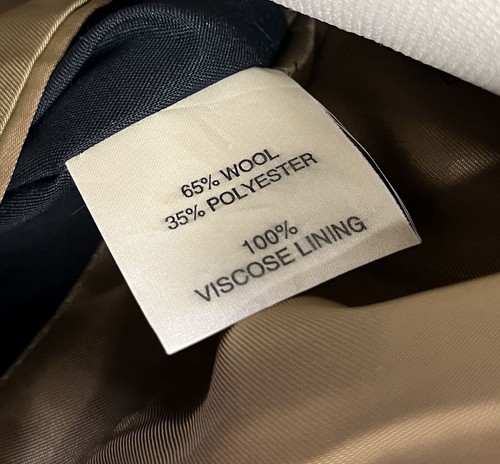 65% WOOL
35% POLYESTER
100%
VISCOSE LINING